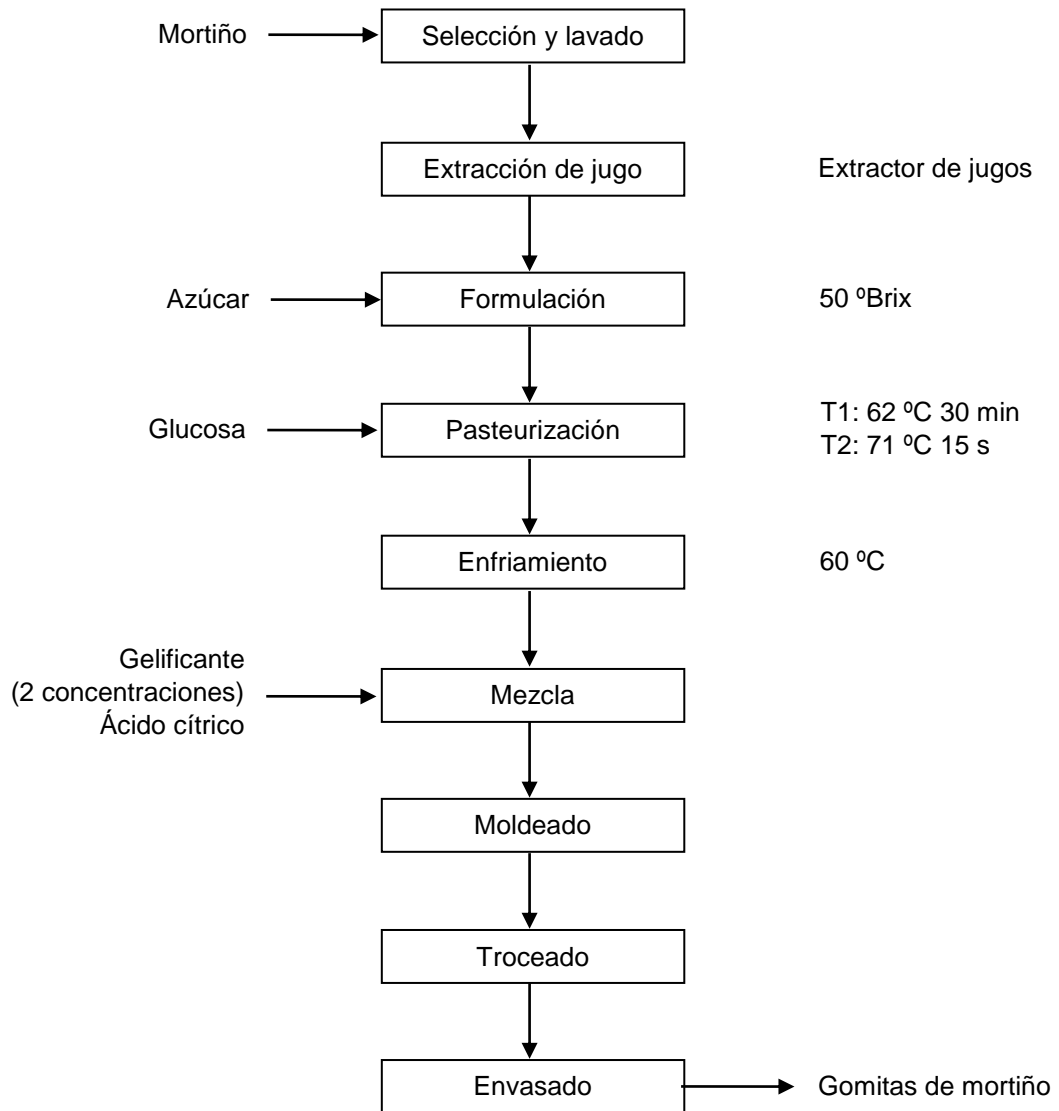 Mortiño
Selección y lavado
Extracción de jugo
Extractor de jugos
Azúcar
Formulación
50 ºBrix
Glucosa
Pasteurización
T1: 62 ºC 30 min
T2: 71 ºC 15 s
Enfriamiento
60 ºC
Gelificante
(2 concentraciones)
Ácido cítrico
Mezcla
Moldeado
Troceado
Envasado
Gomitas de mortiño